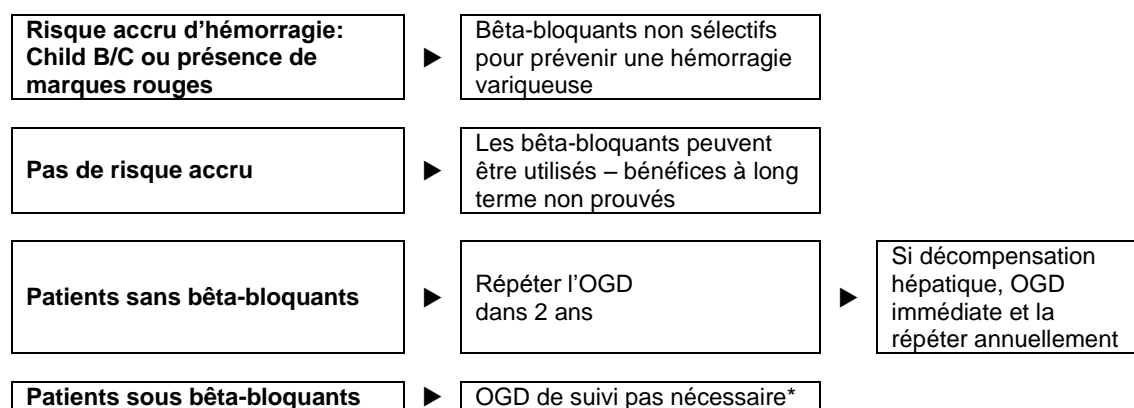 Risque accru d’hémorragie:
Child B/C ou présence de
marques rouges
Bêta-bloquants non sélectifs
pour prévenir une hémorragie
variqueuse
Pas de risque accru
Les bêta-bloquants peuvent
être utilisés – bénéfices à long
terme non prouvés
Patients sans bêta-bloquants
Répéter l’OGD
dans 2 ans
Si décompensation
hépatique, OGD
immédiate et la
répéter annuellement
Patients sous bêta-bloquants
OGD de suivi pas nécessaire*